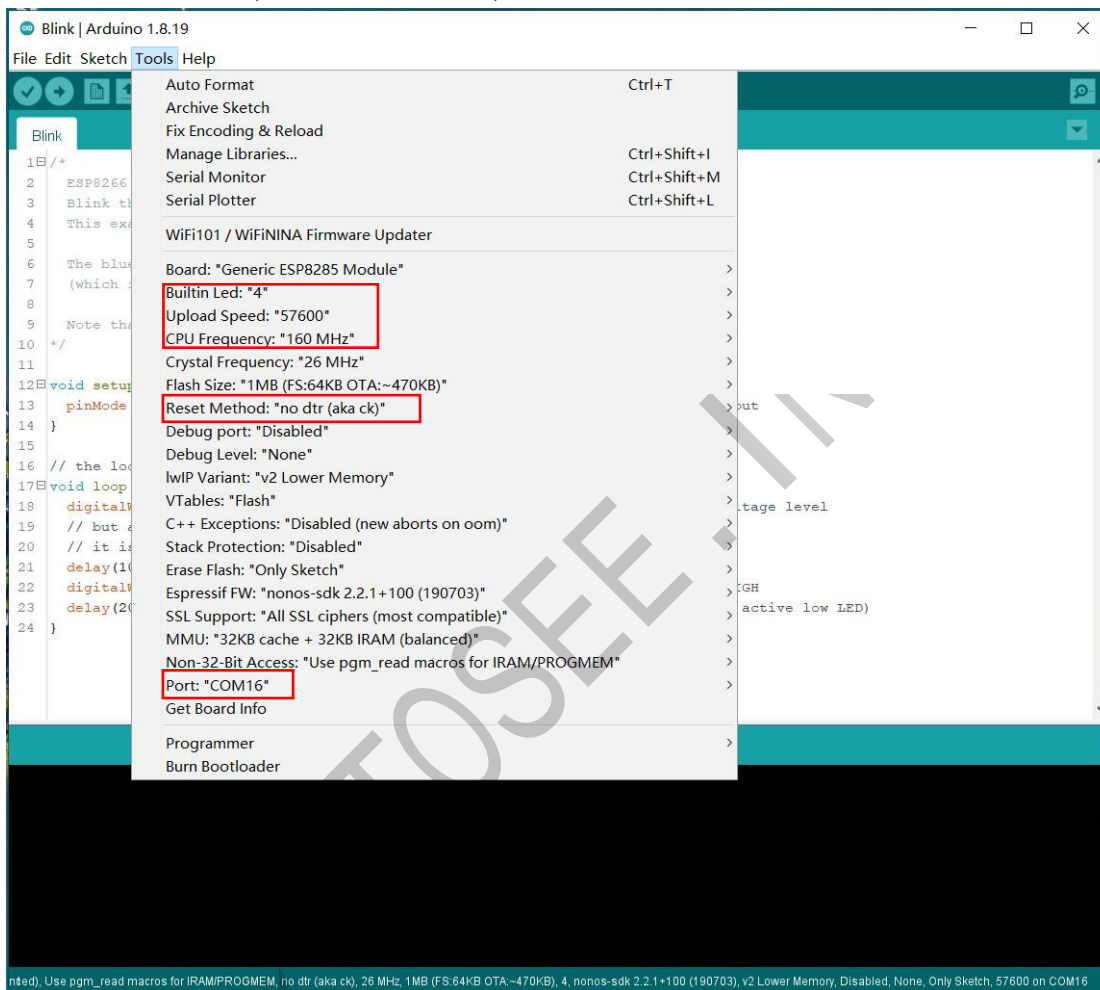 Blink | Arduino 1.8.19
File Edit Sketch Tools Help
Auto Format Ctrl+T
Archive Sketch
Fix Encoding & Reload
Manage Libraries... Ctrl+Shift+I
Serial Monitor Ctrl+Shift+M
Serial Plotter Ctrl+Shift+L
WiFi101 / WiFiNINA Firmware Updater
Board: "Generic ESP8285 Module"
Builtin Led: "4"
Upload Speed: "57600"
CPU Frequency: "160 MHz"
Crystal Frequency: "26 MHz"
Flash Size: "1MB (FS:64KB OTA:~470KB)"
Reset Method: "no dtr (aka ck)"
Debug port: "Disabled"
Debug Level: "None"
lwIP Variant: "v2 Lower Memory"
VTables: "Flash"
C++ Exceptions: "Disabled (new aborts on oom)"
Stack Protection: "Disabled"
Erase Flash: "Only Sketch"
Espressif FW: "nonos-sdk 2.2.1+100 (190703)"
SSL Support: "All SSL ciphers (most compatible)"
MMU: "32KB cache + 32KB IRAM (balanced)"
Non-32-Bit Access: "Use pgm_read macros for IRAM/PROGMEM"
Port: "COM16"
Get Board Info
Programmer
Burn Bootloader
Blink
1 /*
2 ESP8266
3 Blink th
4 This exa
5
6 The blue
7 (which
8
9 Note tha
10 */
11
12 void setup
13 pinMode out
14 }
15
16 // the loo
17 void loop
18 digitalW tage level
19 // but a
20 // it is
21 delay(10
22 digitalW GH
23 delay(20 active low LED)
24 }
TOSEE.IN
nted), Use pgm_read macros for IRAM/PROGMEM, no dtr (aka ck), 26 MHz, 1MB (FS:64KB OTA:~470KB), 4, nonos-sdk 2.2.1+100 (190703), v2 Lower Memory, Disabled, None, Only Sketch, 57600 on COM16